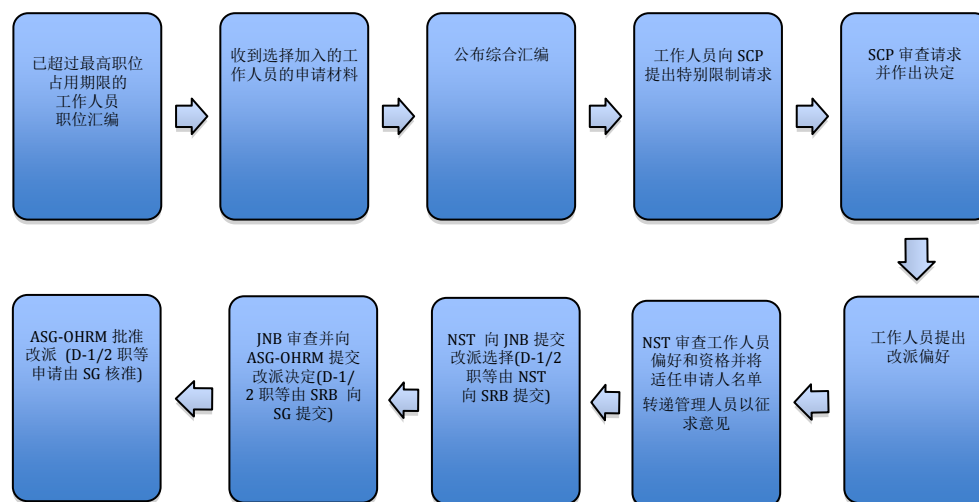 已超过最高职位
占用期限的
工作人员
职位汇编
收到选择加入的工
作人员的申请材料
公布综合汇编
工作人员向 SCP
提出特别限制请求
SCP 审查请求
并作出决定
工作人员提出
改派偏好
NST 审查工作人员
偏好和资格并将
适任申请人名单
转递管理人员以征
求意见
NST 向 JNB 提交
改派选择(D-1/2
职等由 NST
向 SRB 提交)
JNB 审查并向
ASG-OHRM 提交
改派决定(D-1/
2 职等由 SRB 向
SG 提交)
ASG-OHRM 批准
改派 (D-1/2 职等
申请由 SG 核准)